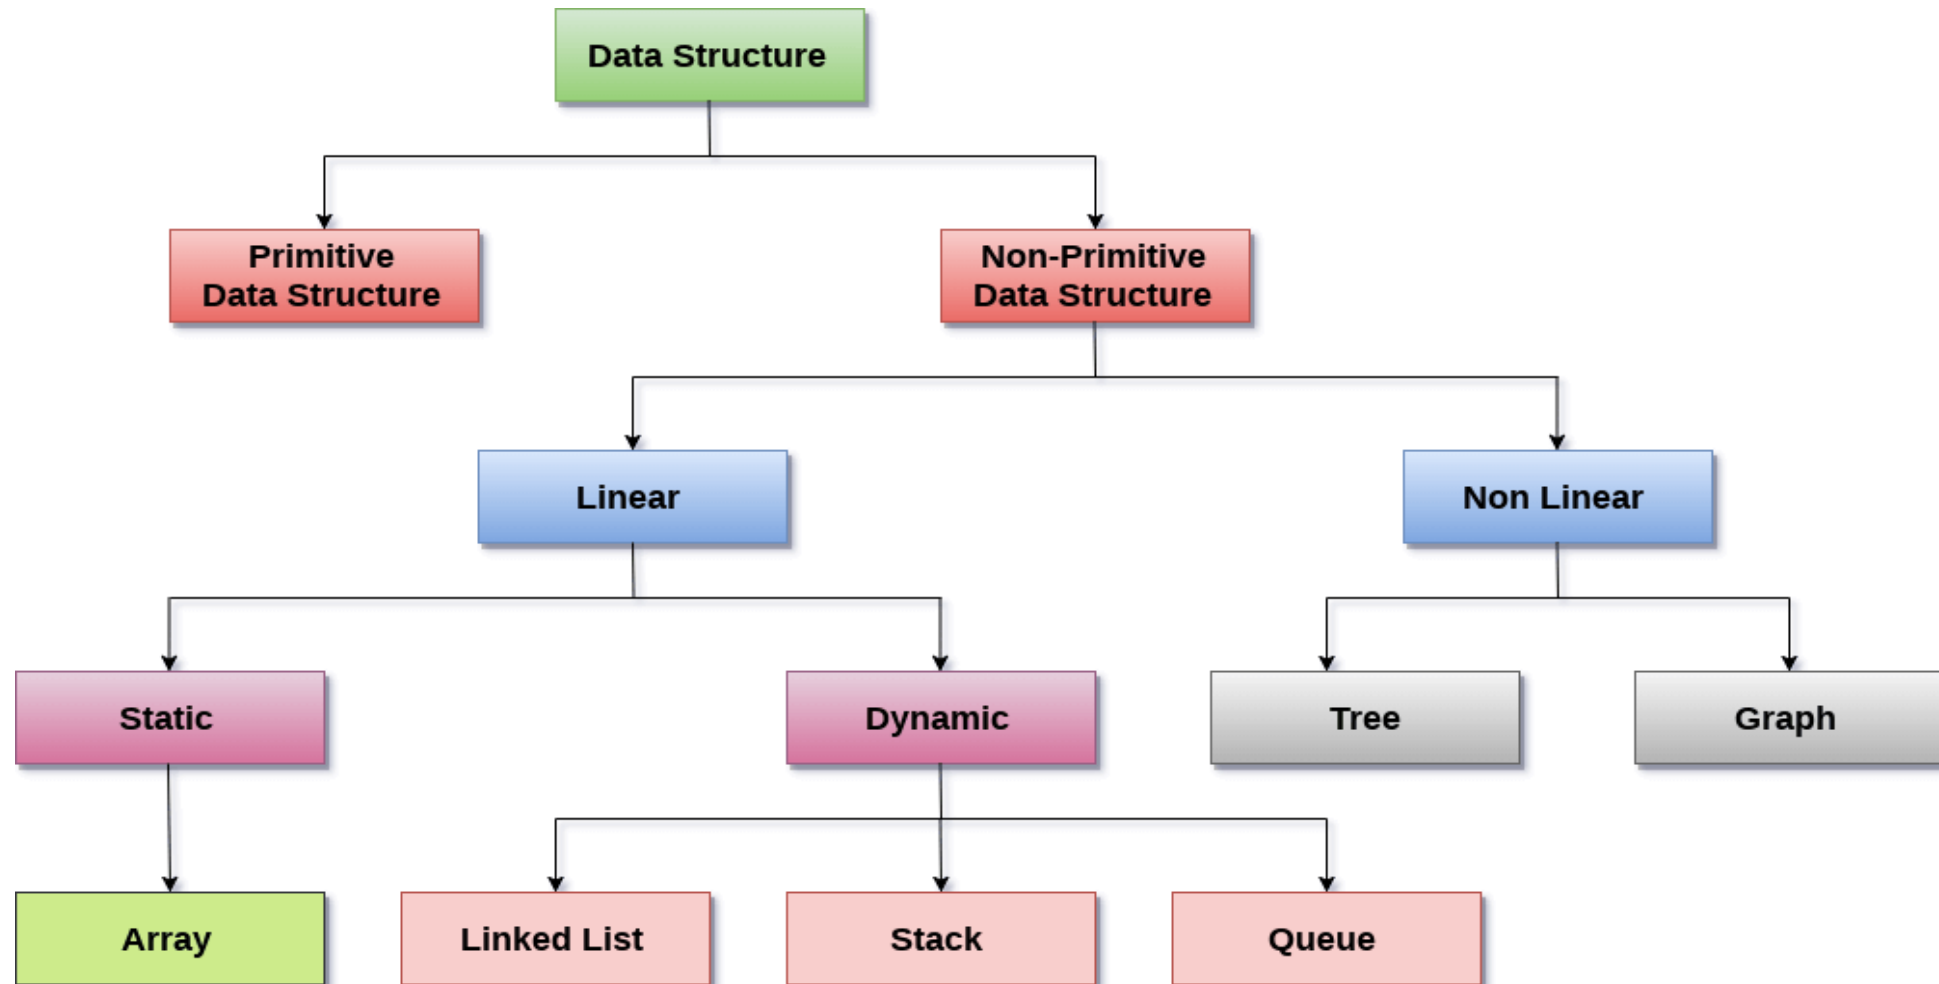 Data Structure
Primitive
Data Structure
Non-Primitive
Data Structure
Linear
Non Linear
Static
Dynamic
Tree
Graph
Array
Linked List
Stack
Queue